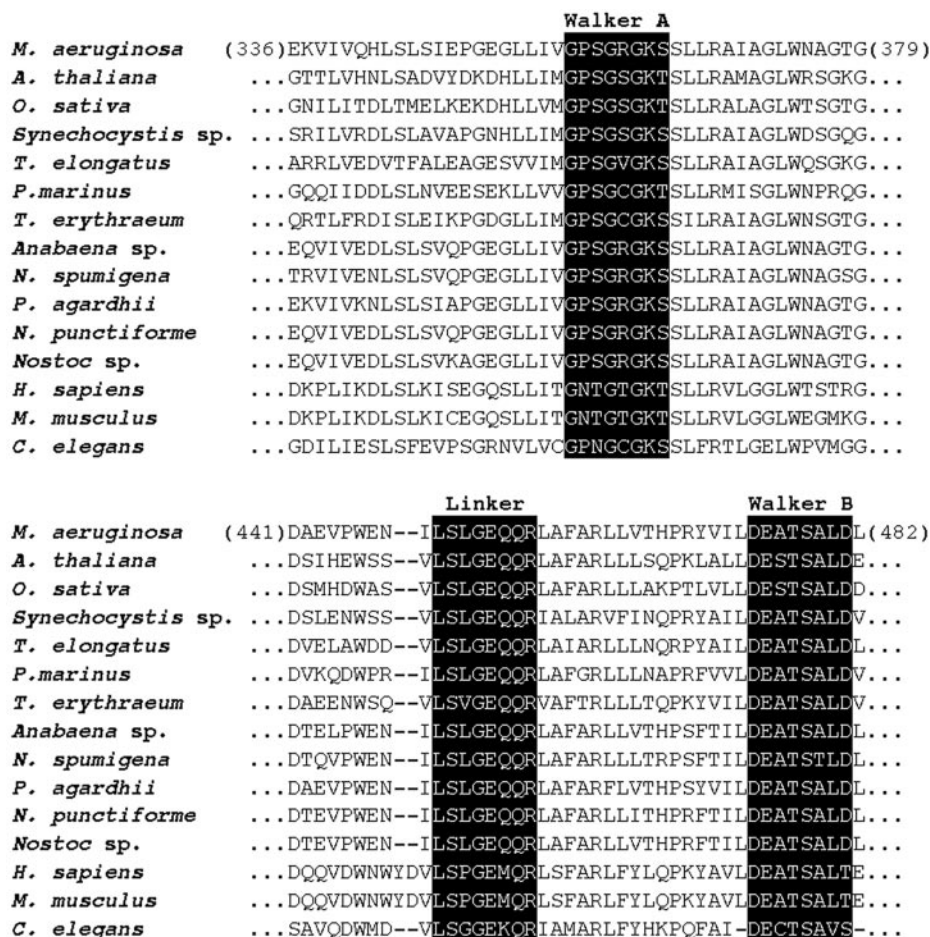 Walker A
M. aeruginosa (336)EKVIVQHLSLSIEPGEGLLIVGPSGRGKSSLLRAIAGLWNAGTG(379)
A. thaliana ...GTTLVHNLSADVYDKDHLLIMGPSGSGKTSLLRAMAGLWRSGKG...
O. sativa ...GNILITDLTMELKEKDHLLVMGPSGSGKTSLLRALAGLWTSGTG...
Synechocystis sp. ...SRILVRDLSLAVAPGNHLLIMGPSGSGKSSLLRAIAGLWDSGQG...
T. elongatus ...ARRLVEDVTFALEAGESVVIMGPSGVGKSSLLRAIAGLWQSGKG...
P.marinus ...GQQIIDDLSLNVEESEKLLVVGPSGCGKTSLLRMISGLWNPRQG...
T. erythraeum ...QRTLFRDISLEIKPGDGLLIMGPSGCGKSSILRAIAGLWNSGTG...
Anabaena sp. ...EQVIVEDLSLSVQPGEGLLIVGPSGRGKSSLLRAIAGLWNAGTG...
N. spumigena ...TRVIVENLSLSVQPGEGLLIVGPSGRGKSSLLRAIAGLWNAGSG...
P. agardhii ...EKVIVKNLSLSIAPGEGLLIVGPSGRGKSSLLRAIAGLWNAGTG...
N. punctiforme ...EQVIVEDLSLSVQPGEGLLIVGPSGRGKSSLLRAIAGLWNAGTG...
Nostoc sp. ...EQVIVEDLSLSVKAGEGLLIVGPSGRGKSSLLRAIAGLWNAGTG...
H. sapiens ...DKPLIKDLSLKISEGQSLLITGNTGTGKTSLLRVLGGLWTSTRG...
M. musculus ...DKPLIKDLSLKICEGQSLLITGNTGTGKTSLLRVLGGLWEGMKG...
C. elegans ...GDILIESLSFEVPSGRNVLVCGPNGCGKSSLFRTLGELWPVMGG...
Linker Walker B
M. aeruginosa (441)DAEVPWEN--ILSLGEQQRLAFARLLVTHPRYVILDEATSALDL(482)
A. thaliana ...DSIHEWSS--VLSLGEQQRLAFARLLLSQPKLALLDESTSALDE...
O. sativa ...DSMHDWAS--VLSLGEQQRLAFARLLLAKPTLVLLDESTSALDD...
Synechocystis sp. ...DSLENWSS--VLSLGEQQRIALARVFINQPRYAILDEATSALDV...
T. elongatus ...DVELAWDD--VLSLGEQQRLAIARLLLNQRPYAILDEATSALDL...
P.marinus ...DVKQDWPR--ILSLGEQQRLAFGRLLLNAPRFVVLDEATSALDV...
T. erythraeum ...DAEENWSQ--VLSVGEQQRVAFTRLLLTQPKYVILDEATSALDV...
Anabaena sp. ...DTELPWEN--ILSLGEQQRLAFARLLVTHPSFTILDEATSALDL...
N. spumigena ...DTQVPWEN--ILSLGEQQRLAFARLLLTRPSFTILDEATSTLDL...
P. agardhii ...DAEVPWEN--ILSLGEQQRLAFARFLVTHPSYVILDEATSALDL...
N. punctiforme ...DTEVPWEN--ILSLGEQQRLAFARLLITHPRFTILDEATSALDL...
Nostoc sp. ...DTEVPWEN--ILSLGEQQRLAFARLLVTHPRFTILDEATSALDL...
H. sapiens ...DQQVDWNWYDVLSPGEMQRLSFARLFYLQPKYAVLDEATSALTE...
M. musculus ...DQQVDWNWYDVLSPGEMQRLSFARLFYLQPKYAVLDEATSALTE...
C. elegans ...SAVQDWMD--VLSGGEKQRIAMARLFYHKPQFAI-DECTSAVS-...